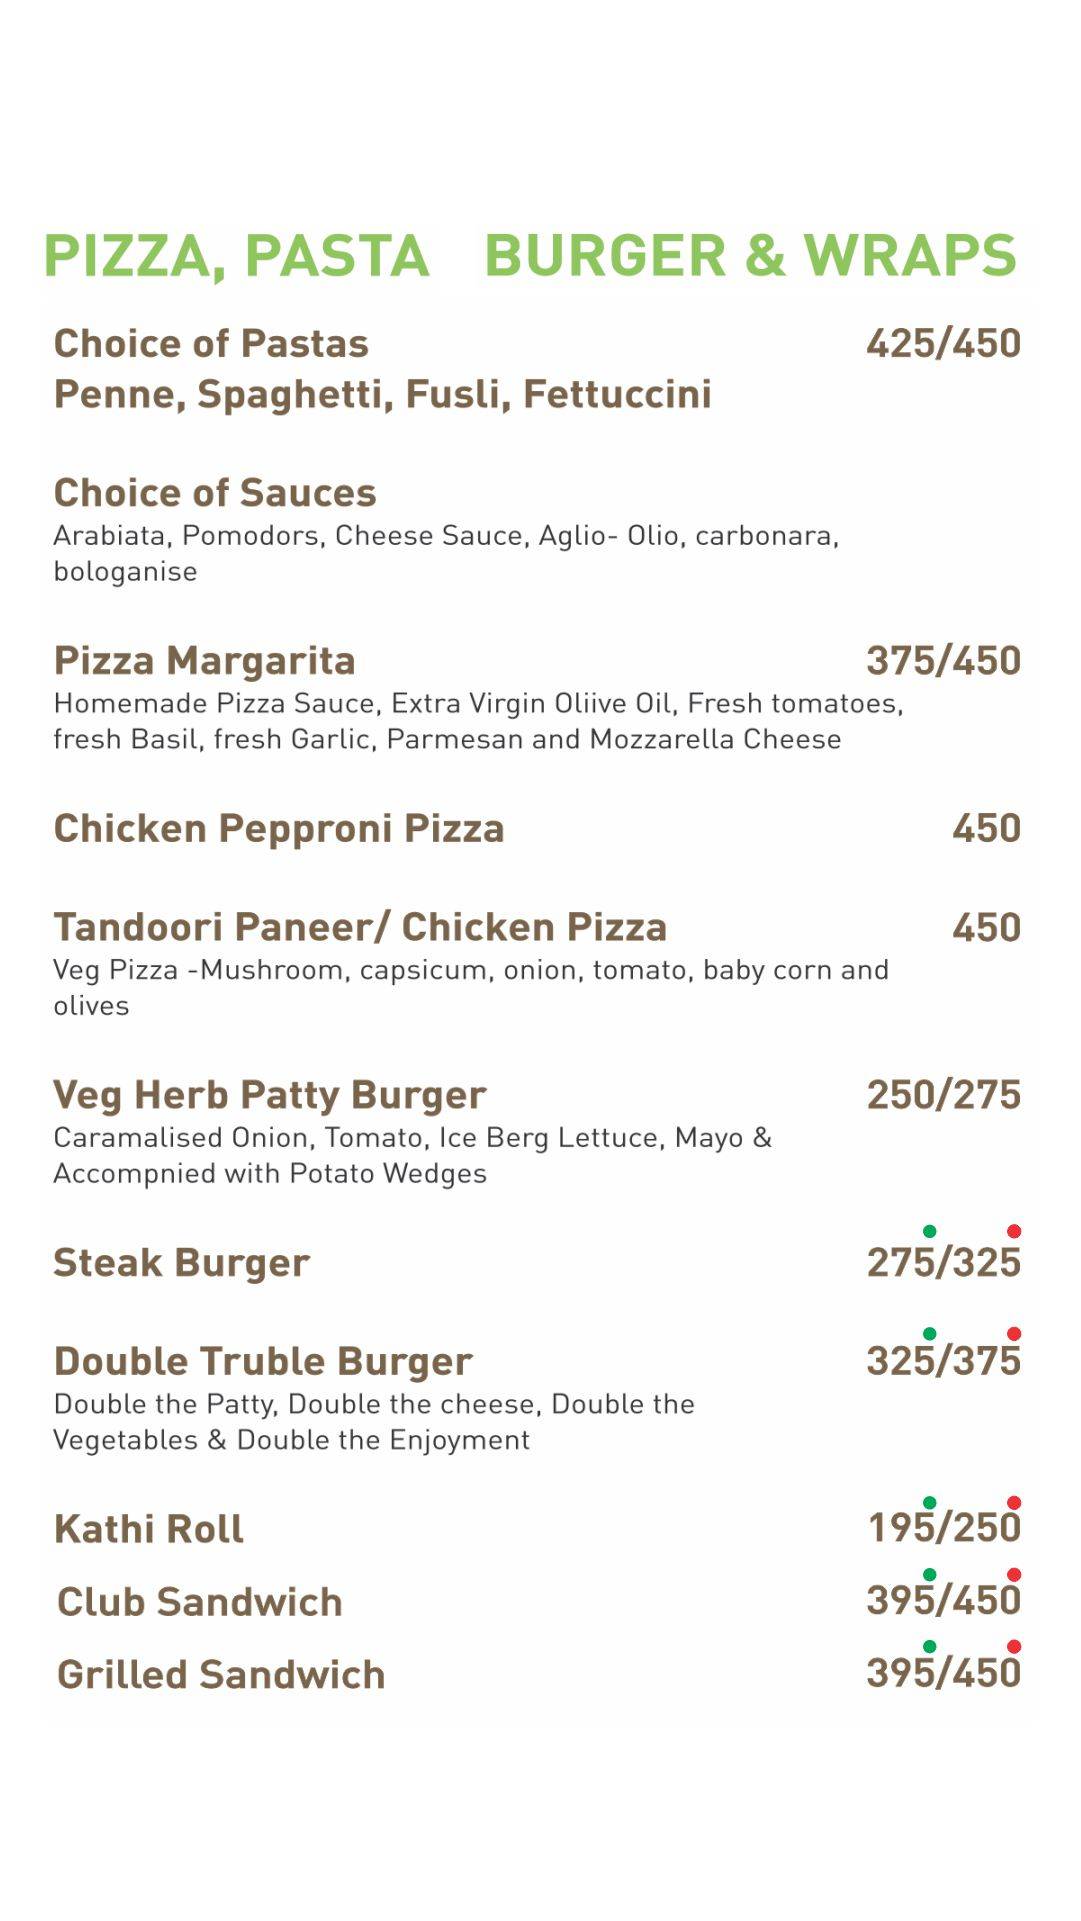 PIZZA, PASTA BURGER & WRAPS
Choice of Pastas 425/450
Penne, Spaghetti, Fusli, Fettuccini
Choice of Sauces
Arabiata, Pomodors, Cheese Sauce, Aglio- Olio, carbonara,
bologanise
Pizza Margarita 375/450
Homemade Pizza Sauce, Extra Virgin Oliive Oil, Fresh tomatoes,
fresh Basil, fresh Garlic, Parmesan and Mozzarella Cheese
Chicken Pepproni Pizza 450
Tandoori Paneer/ Chicken Pizza 450
Veg Pizza -Mushroom, capsicum, onion, tomato, baby corn and
olives
Veg Herb Patty Burger 250/275
Caramalised Onion, Tomato, Ice Berg Lettuce, Mayo &
Accompnied with Potato Wedges
Steak Burger 275/325
Double Truble Burger 325/375
Double the Patty, Double the cheese, Double the
Vegetables & Double the Enjoyment
Kathi Roll 195/250
Club Sandwich 395/450
Grilled Sandwich 395/450